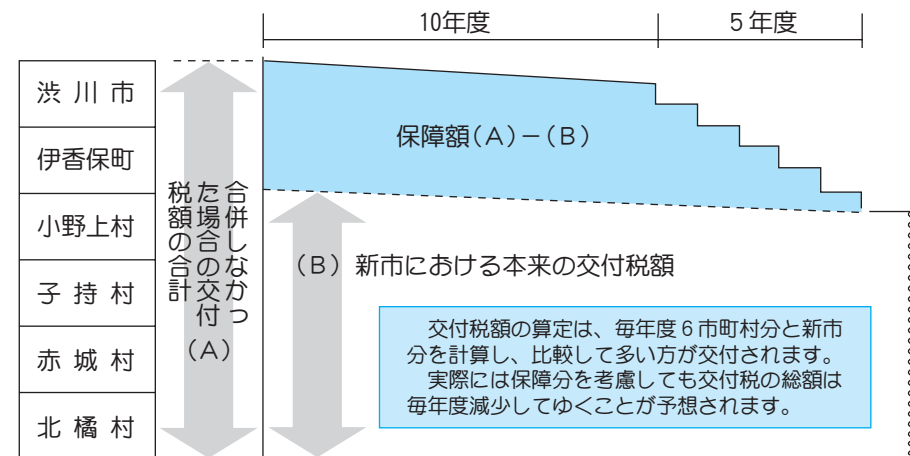 10年度
5年度
渋川市
伊香保町
小野上村
子持村
赤城村
北橘村
合併しなかっ
た場合の交付
税額の合計
(A)
保障額(A)-(B)
(B)新市における本来の交付税額
交付税額の算定は、毎年度6市町村分と新市
分を計算し、比較して多い方が交付されます。
実際には保障分を考慮しても交付税の総額は
毎年度減少してゆくことが予想されます。